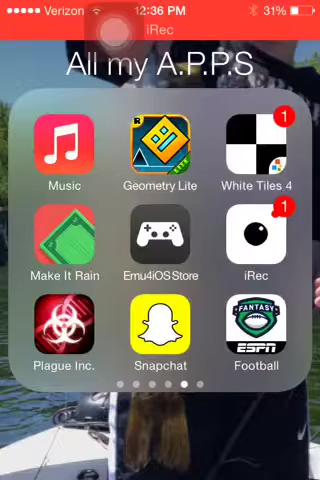 Verizon 12:36 PM 31%
iRec
All my A.P.P.S
1
Music Geometry Lite White Tiles 4
1
Make It Rain Emu4iOSStore iRec
FANTASY
ESPN
Plague Inc. Snapchat Football